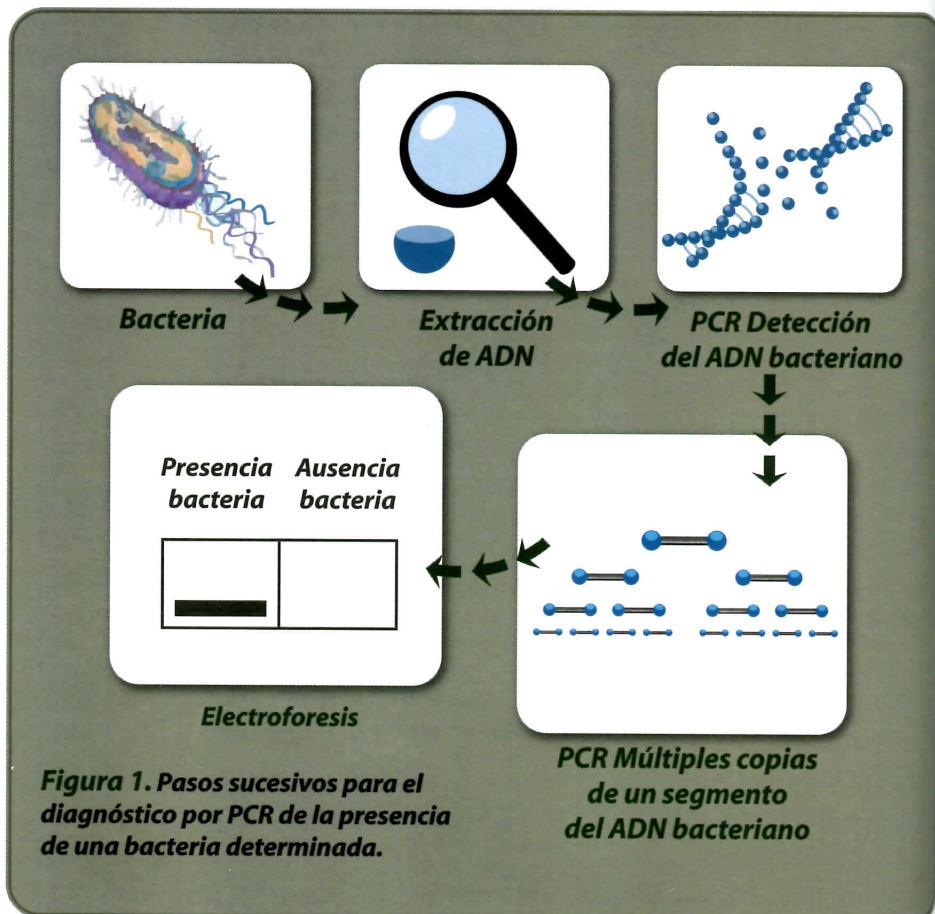 Bacteria
Extracción
de ADN
PCR Detección
del ADN bacteriano
PCR Múltiples copias
de un segmento
del ADN bacteriano
Presencia
bacteria
Ausencia
bacteria
Electroforesis
Figura 1. Pasos sucesivos para el
diagnóstico por PCR de la presencia
de una bacteria determinada.